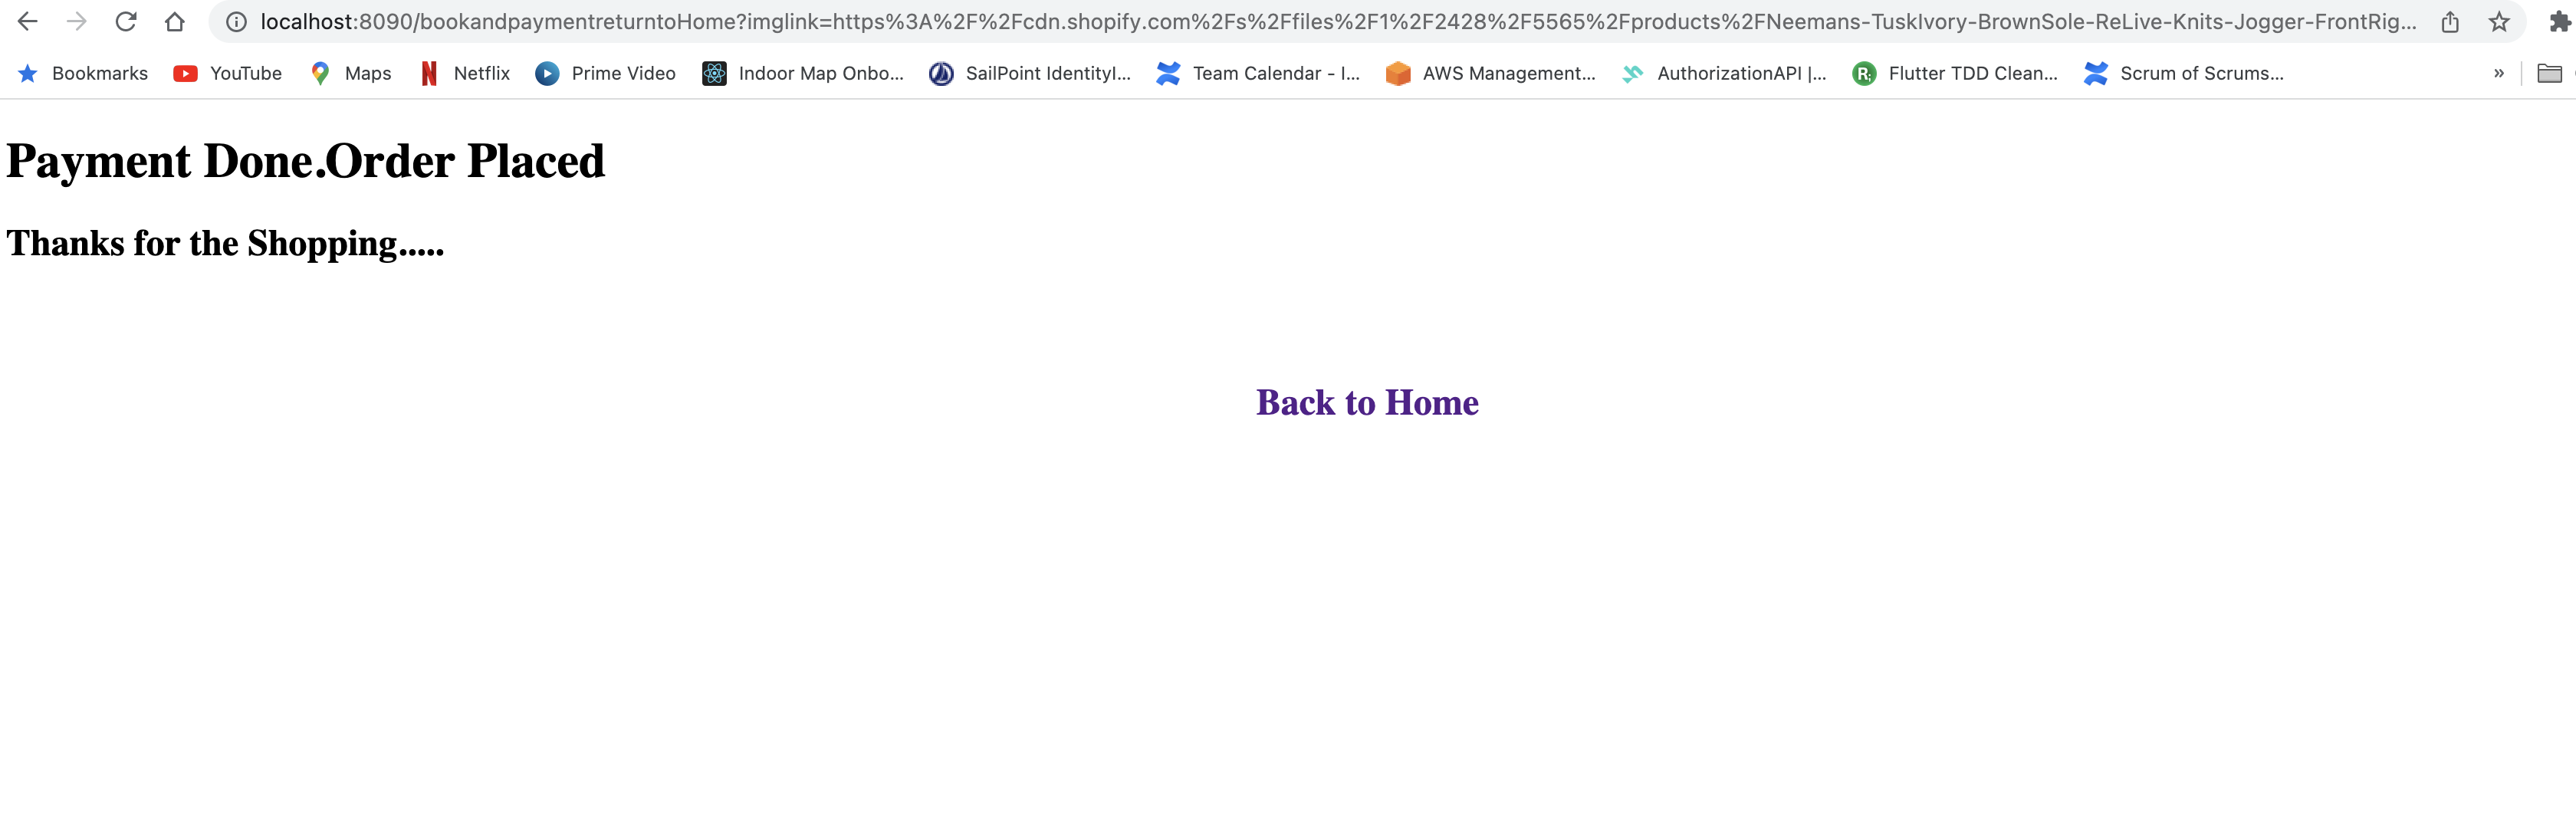 localhost:8090/bookandpaymentreturntoHome?imglink=https%3A%2F%2Fcdn.shopify.com%2Fs%2Ffiles%2F1%2F2428%2F5565%2Fproducts%2FNeemans-TuskIvory-BrownSole-ReLive-Knits-Jogger-FrontRig...
Bookmarks YouTube Maps Netflix Prime Video Indoor Map Onbo... SailPoint IdentityI... Team Calendar - I... AWS Management... AuthorizationAPI |... R; Flutter TDD Clean... Scrum of Scrums... »
Payment Done.Order Placed
Thanks for the Shopping.....
Back to Home